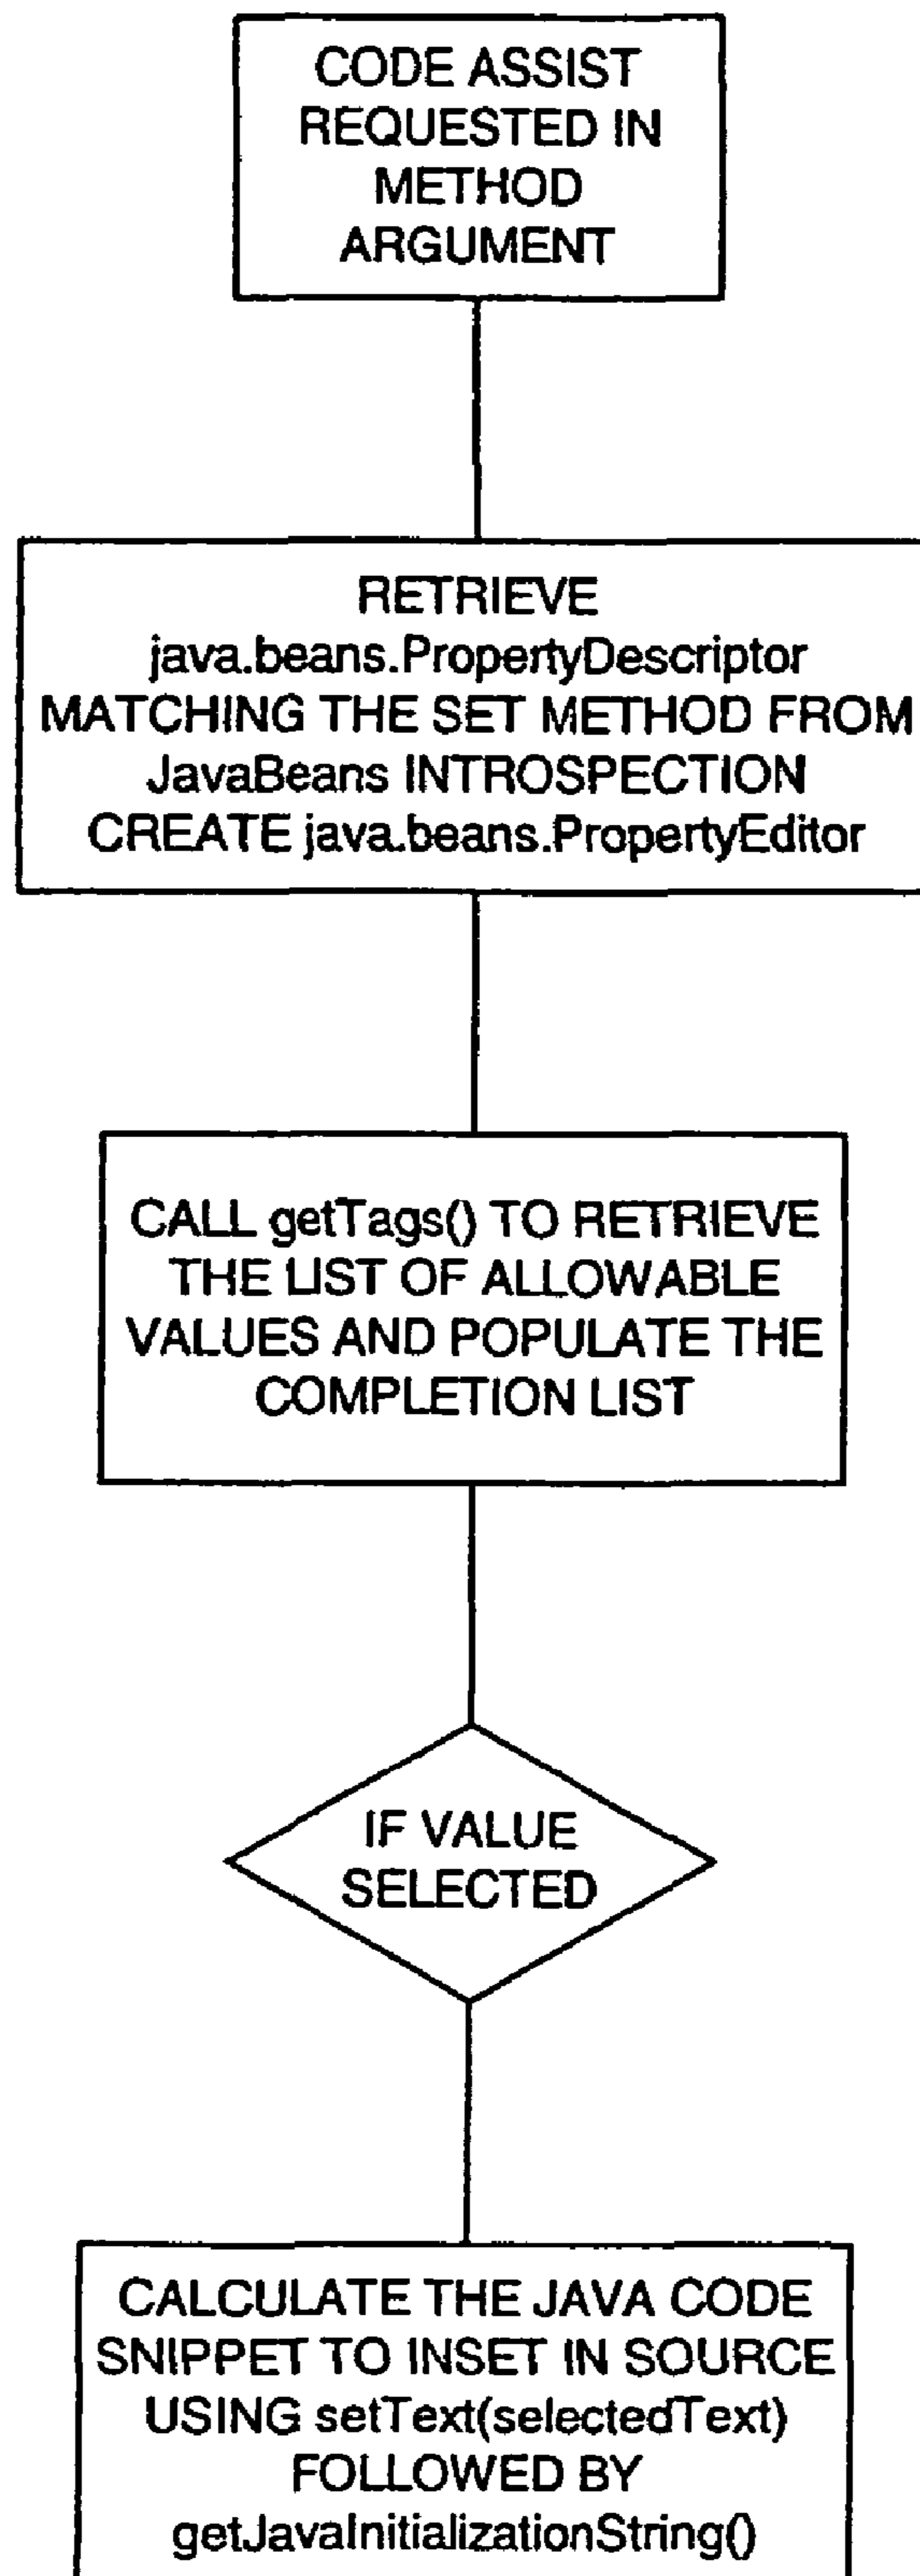 CODE ASSIST
REQUESTED IN
METHOD
ARGUMENT
RETRIEVE
java.beans.PropertyDescriptor
MATCHING THE SET METHOD FROM
JavaBeans INTROSPECTION
CREATE java.beans.PropertyEditor
CALL getTags() TO RETRIEVE
THE LIST OF ALLOWABLE
VALUES AND POPULATE THE
COMPLETION LIST
IF VALUE
SELECTED
CALCULATE THE JAVA CODE
SNIPPET TO INSET IN SOURCE
USING setText(selectedText)
FOLLOWED BY
getJavaInitializationString()